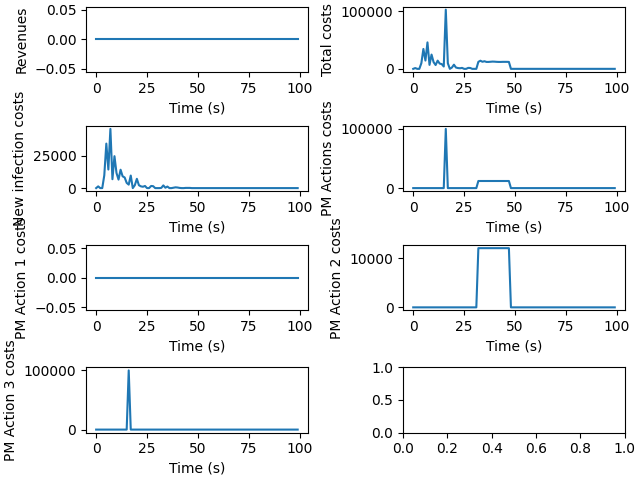 Revenues
0.05
0.00
−0.05
0 25 50 75 100
Time (s)
Total costs
100000
0
0 25 50 75 100
Time (s)
New infection costs
25000
0
0 25 50 75 100
Time (s)
PM Actions costs
100000
0
0 25 50 75 100
Time (s)
PM Action 1 costs
0.05
0.00
−0.05
0 25 50 75 100
Time (s)
PM Action 2 costs
10000
0
0 25 50 75 100
Time (s)
PM Action 3 costs
100000
0
0 25 50 75 100
Time (s)
1.0
0.5
0.0
0.0 0.2 0.4 0.6 0.8 1.0